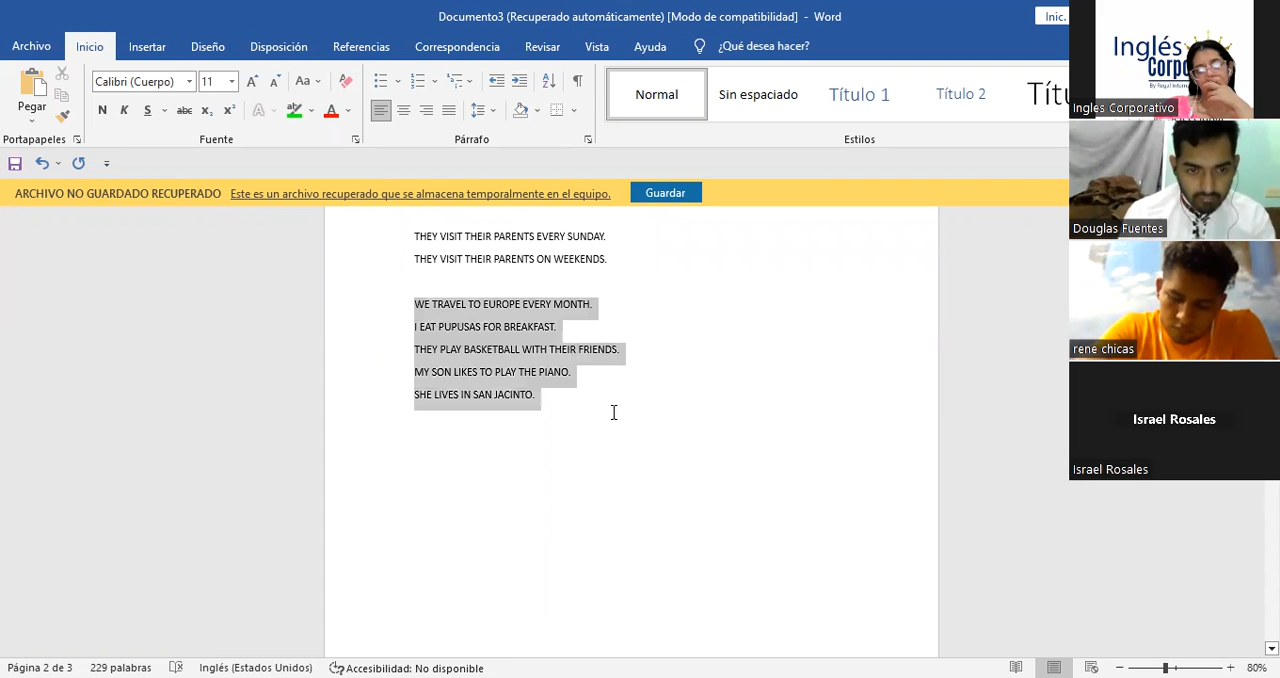 Documento3 (Recuperado automáticamente) [Modo de compatibilidad] - Word
Inic.
Archivo Inicio Insertar Diseño Disposición Referencias Correspondencia Revisar Vista Ayuda ¿Qué desea hacer?
Pegar
Calibri (Cuerpo) 11
Normal
Sin espaciado
Título 1
Título 2
Portapapeles Fuente Párrafo Estilos
ARCHIVO NO GUARDADO RECUPERADO Este es un archivo recuperado que se almacena temporalmente en el equipo. Guardar
THEY VISIT THEIR PARENTS EVERY SUNDAY.
THEY VISIT THEIR PARENTS ON WEEKENDS.
WE TRAVEL TO EUROPE EVERY MONTH.
I EAT PUPUSAS FOR BREAKFAST.
THEY PLAY BASKETBALL WITH THEIR FRIENDS.
MY SON LIKES TO PLAY THE PIANO.
SHE LIVES IN SAN JACINTO.
Página 2 de 3 229 palabras Inglés (Estados Unidos) Accesibilidad: No disponible 80%
Inglés
Ingles Corporativo
Douglas Fuentes
rene chicas
Israel Rosales
Israel Rosales